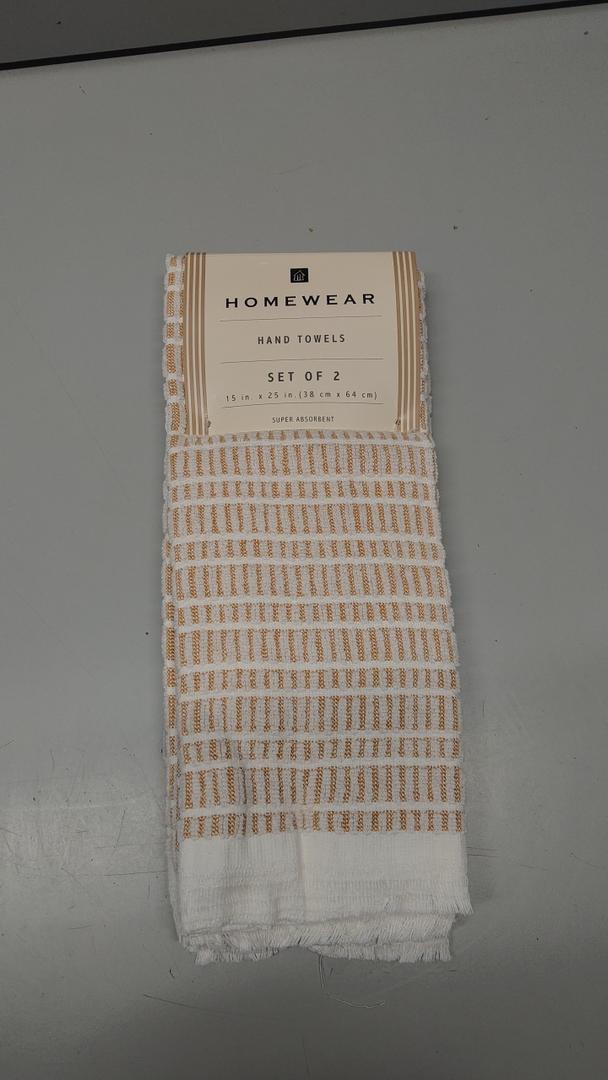 HOMEWEAR
HAND TOWELS
SET OF 2
15 in. x 25 in. (38 cm x 64 cm)
SUPER ABSORBENT